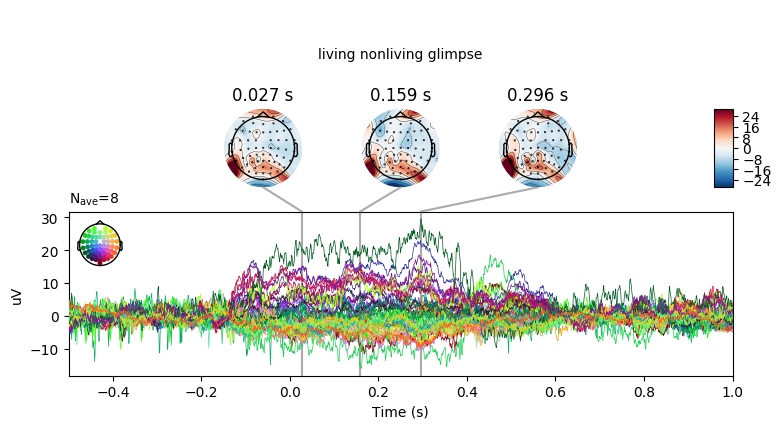 living nonliving glimpse
0.027 s 0.159 s 0.296 s
24
16
8
0
−8
−16
−24
Nave=8
30
20
10
0
−10
uV
−0.4 −0.2 0.0 0.2 0.4 0.6 0.8 1.0
Time (s)